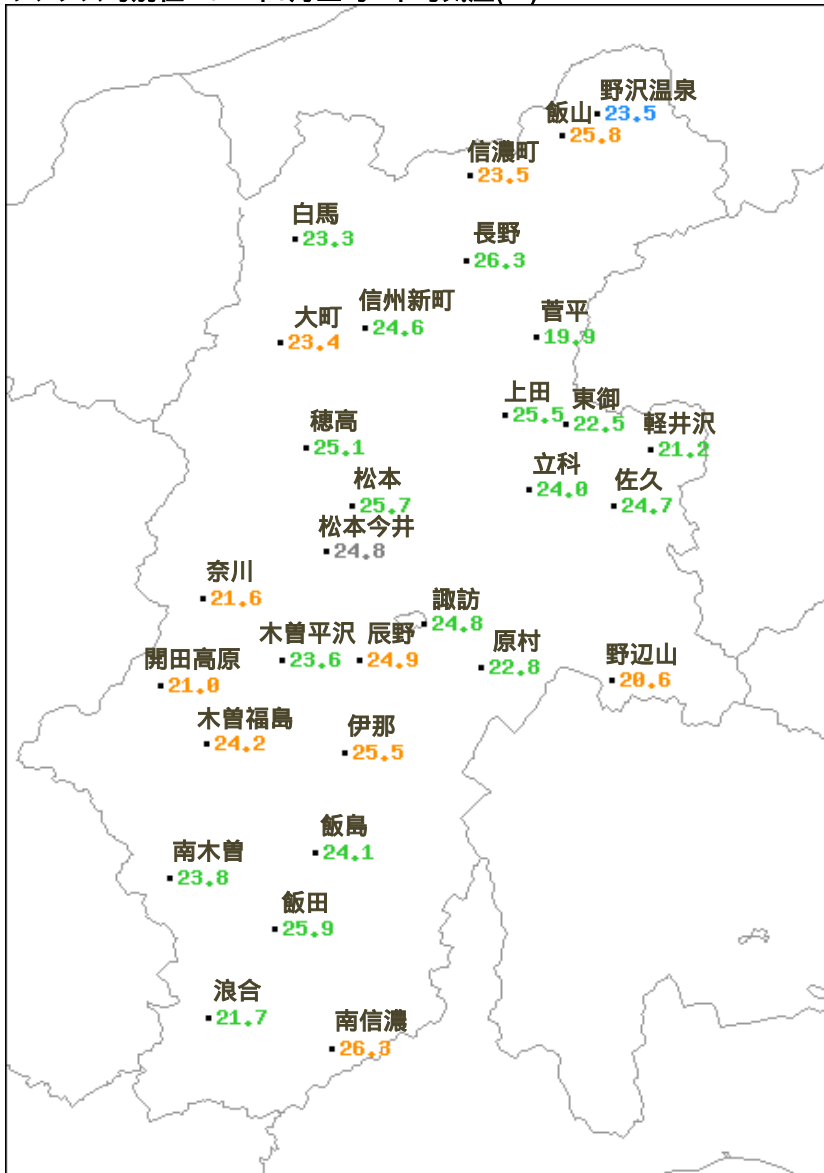 野沢温泉
23.5
飯山
25.8
信濃町
23.5
白馬
23.3
長野
26.3
信州新町
24.6
大町
23.4
菅平
19.9
上田
25.5
東御
22.5
軽井沢
21.2
穂高
25.1
立科
24.0
佐久
24.7
松本
25.7
松本今井
24.8
奈川
21.6
諏訪
24.8
木曽平沢
23.6
辰野
24.9
原村
22.8
野辺山
20.6
開田高原
21.0
木曽福島
24.2
伊那
25.5
飯島
24.1
南木曽
23.8
飯田
25.9
浪合
21.7
南信濃
26.3